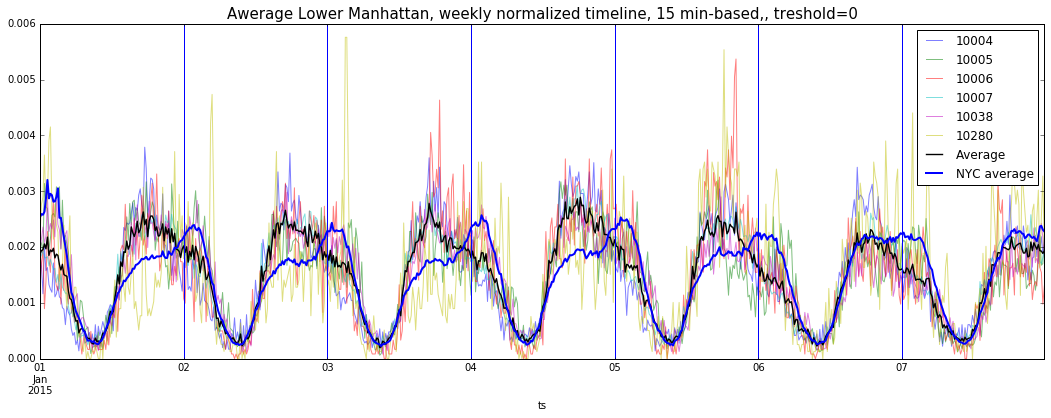 Awerage Lower Manhattan, weekly normalized timeline, 15 min-based,, treshold=0
0.006
0.005
0.004
0.003
0.002
0.001
0.000
10004
10005
10006
10007
10038
10280
Average
NYC average
01 02 03 04 05 06 07
Jan
2015
ts